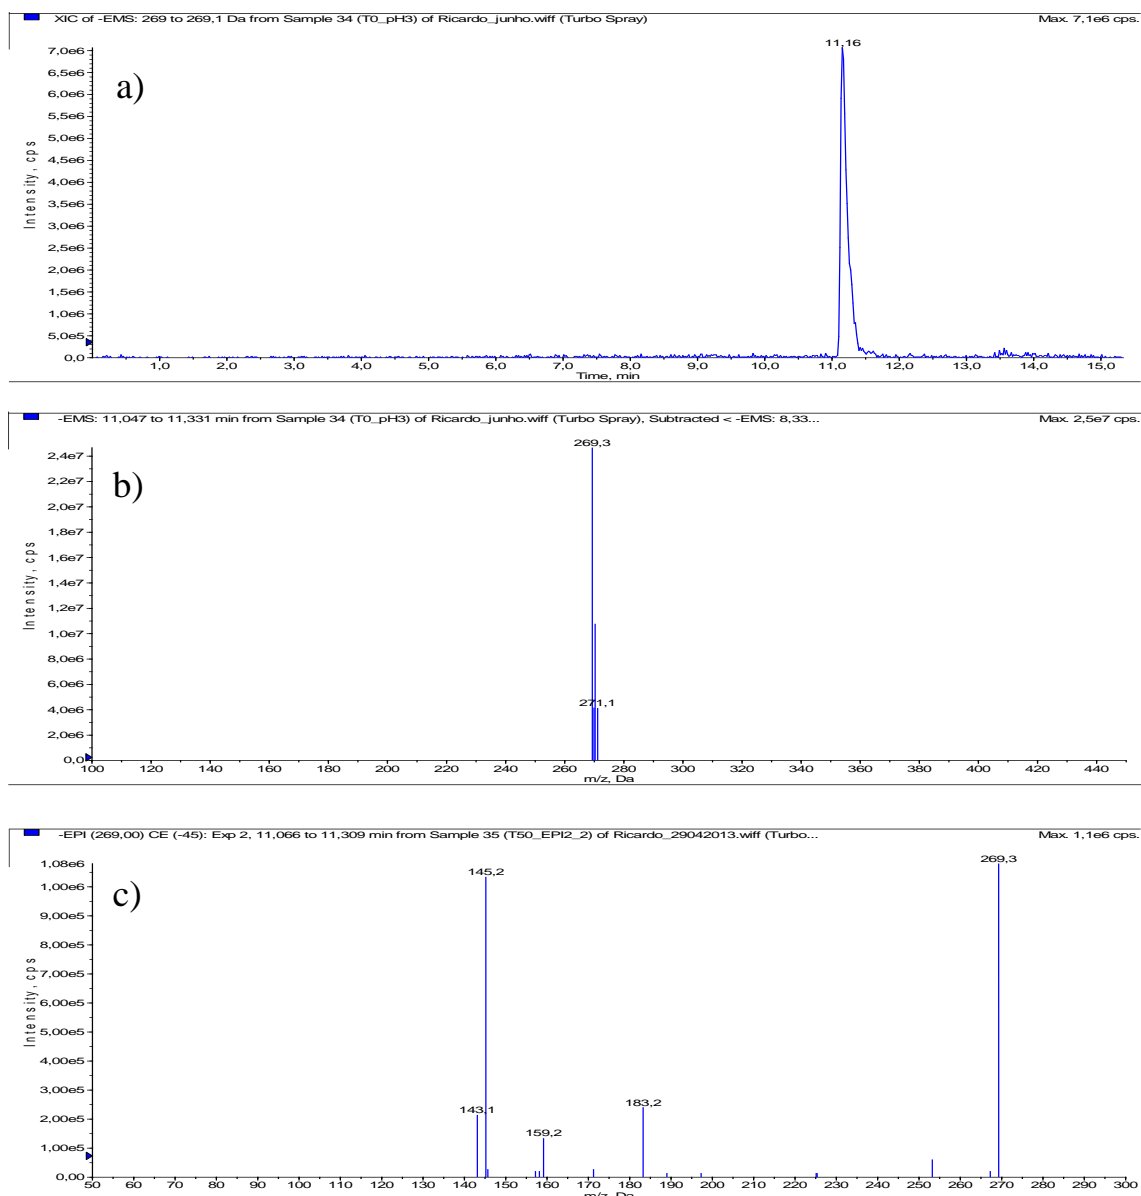 XIC of -EMS: 269 to 269,1 Da from Sample 34 (T0_pH3) of Ricardo_junho.wiff (Turbo Spray) Max. 7,1e6 cps.
11,16
7,0e6
6,5e6
6,0e6
5,5e6
5,0e6
4,5e6
4,0e6
3,5e6
3,0e6
2,5e6
2,0e6
1,5e6
1,0e6
5,0e5
0,0
a)
Intensity, cps
1,0 2,0 3,0 4,0 5,0 6,0 7,0 8,0 9,0 10,0 11,0 12,0 13,0 14,0 15,0
Time, min
-EMS: 11,047 to 11,331 min from Sample 34 (T0_pH3) of Ricardo_junho.wiff (Turbo Spray), Subtracted < -EMS: 8,33... Max. 2,5e7 cps.
269,3
2,4e7
2,2e7
2,0e7
1,8e7
1,6e7
1,4e7
1,2e7
1,0e7
8,0e6
6,0e6
4,0e6
2,0e6
0,0
b)
Intensity, cps
271,1
100 120 140 160 180 200 220 240 260 280 300 320 340 360 380 400 420 440
m/z, Da
-EPI (269,00) CE (-45): Exp 2, 11,066 to 11,309 min from Sample 35 (T50_EPI2_2) of Ricardo_29042013.wiff (Turbo... Max. 1,1e6 cps.
269,3
145,2
1,08e6
1,00e6
9,00e5
8,00e5
7,00e5
6,00e5
5,00e5
4,00e5
3,00e5
2,00e5
1,00e5
0,00
c)
Intensity, cps
183,2
143,1
159,2
50 60 70 80 90 100 110 120 130 140 150 160 170 180 190 200 210 220 230 240 250 260 270 280 290 300
m/z, Da